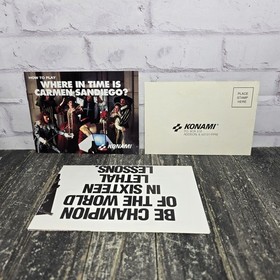 HOW TO PLAY
WHERE IN TIME IS
CARMEN SANDIEGO?
KONAMI
PLACE
STAMP
HERE
KONAMI
BE CHAMPION
OF THE WORLD
IN SIXTEEN
LETHAL
LESSONS.